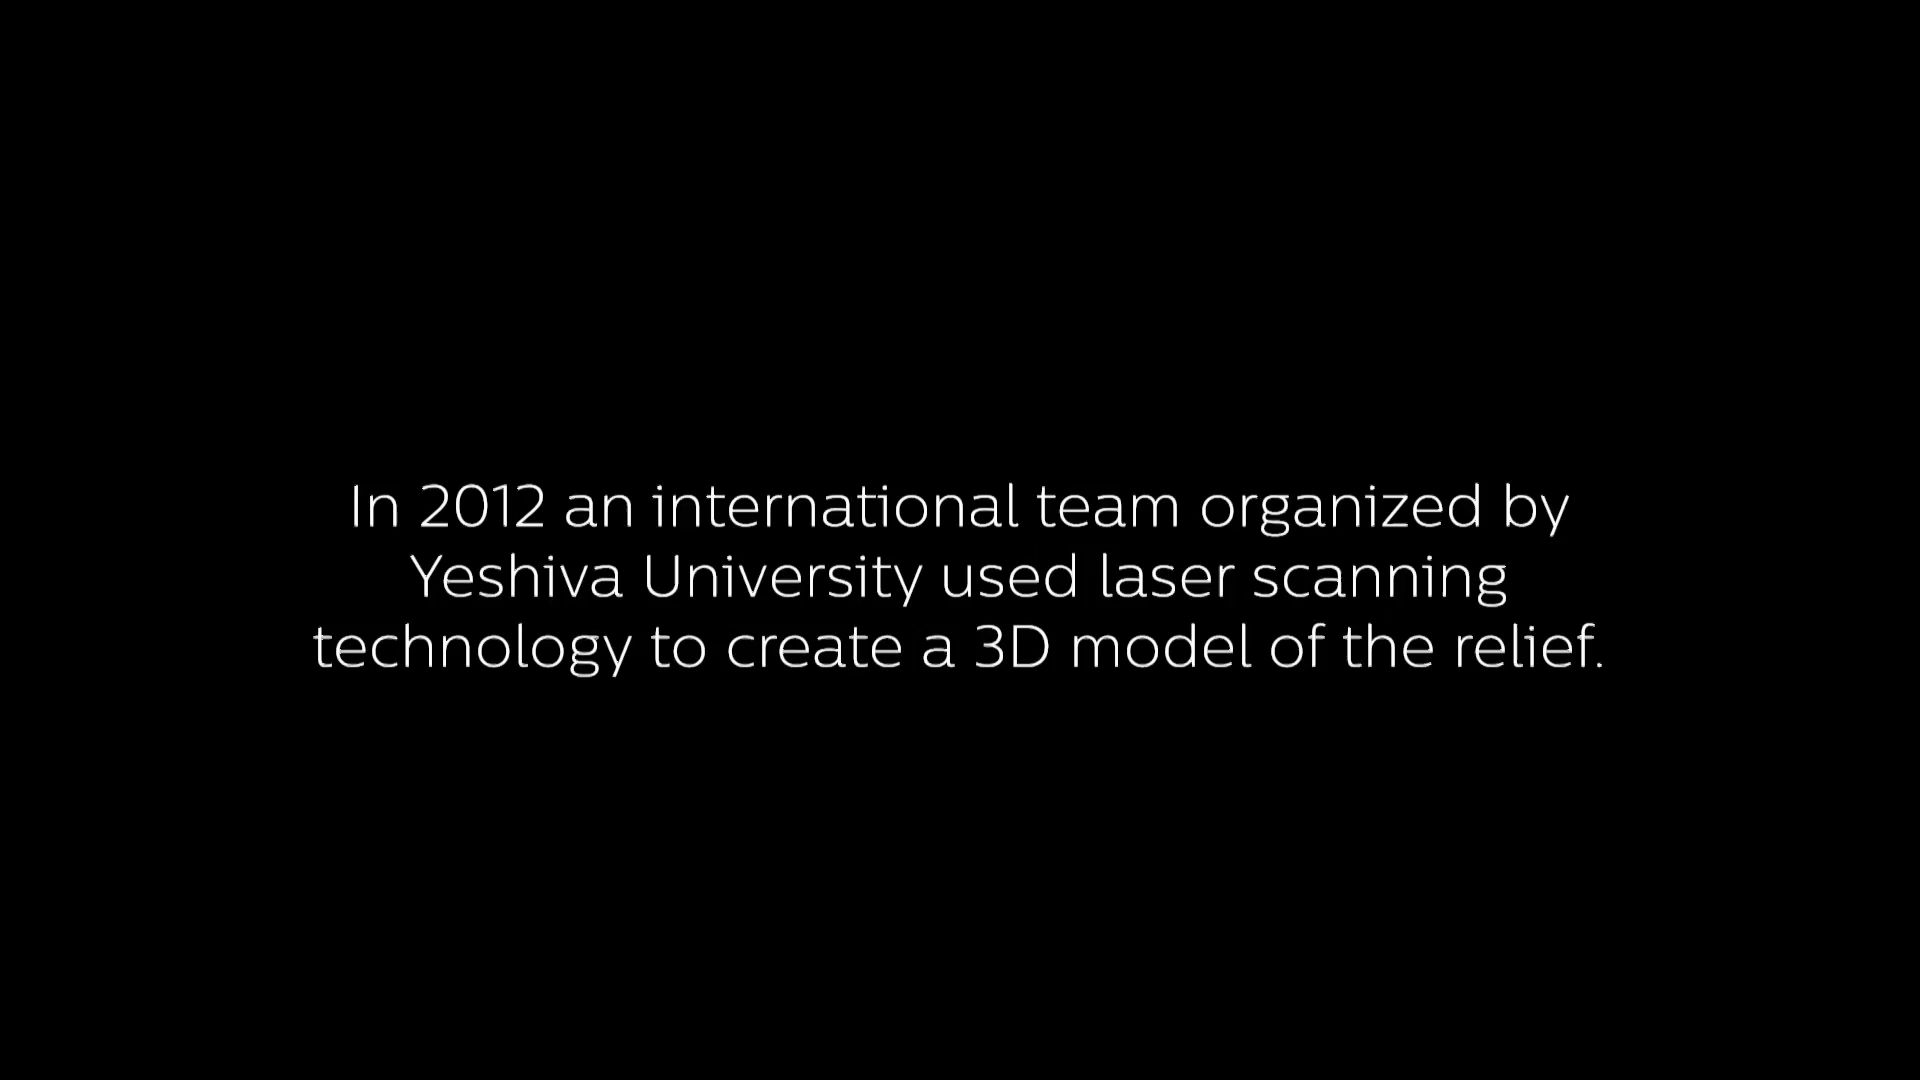 In 2012 an international team organized by
Yeshiva University used laser scanning
technology to create a 3D model of the relief.